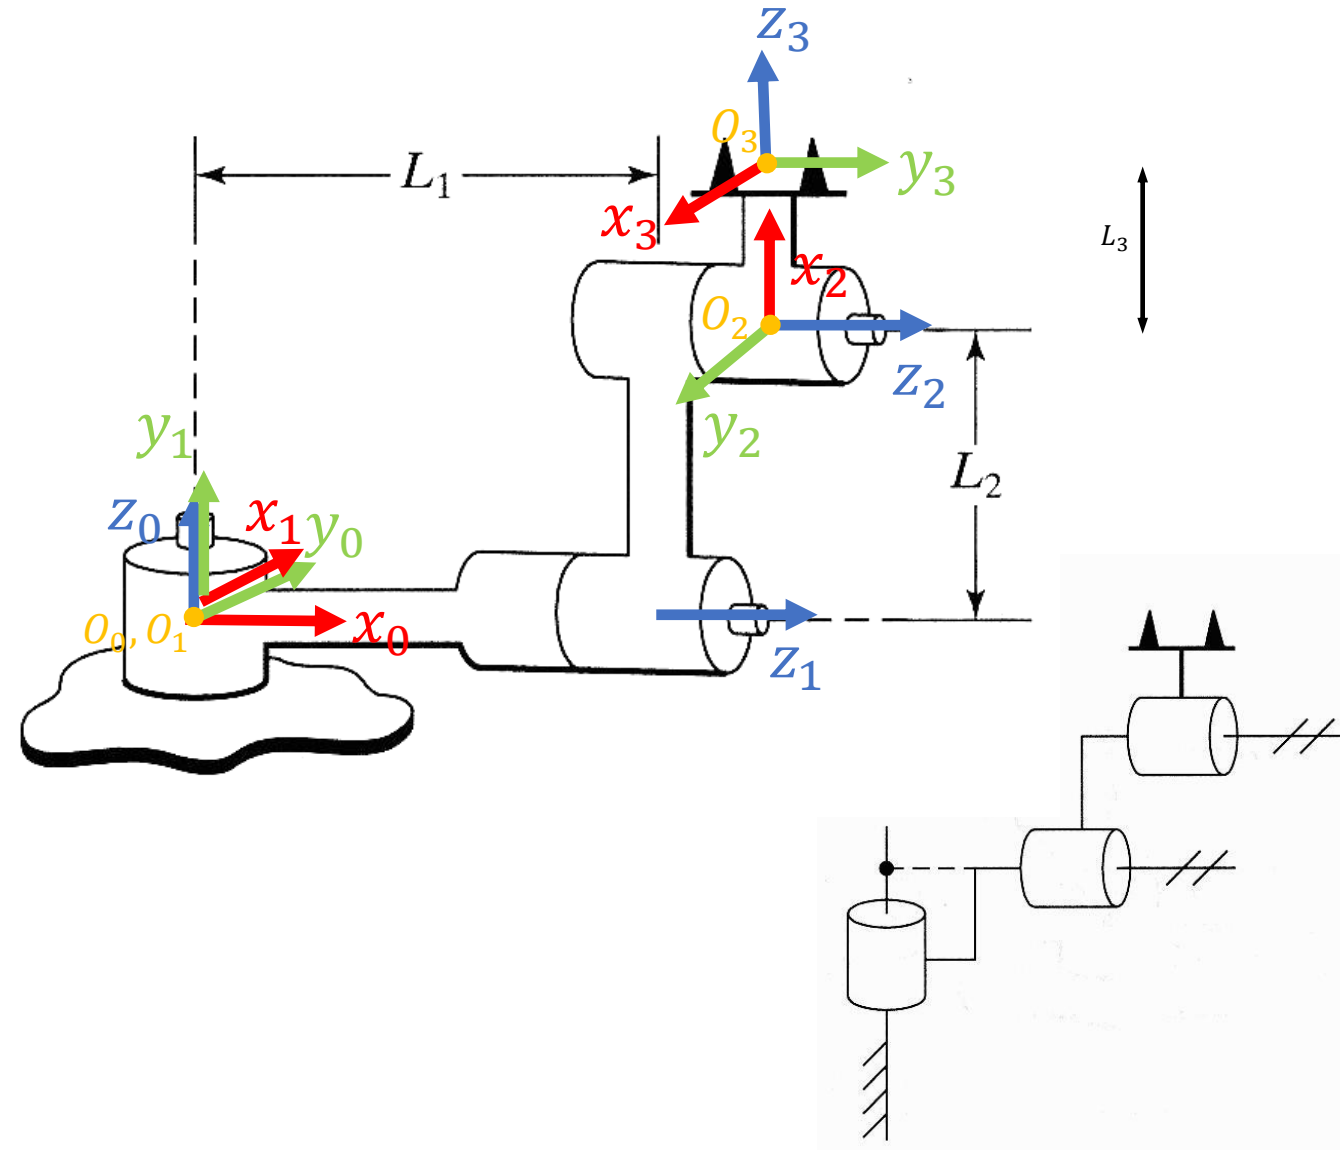 z₃
O₃
y₃
L₁
x₃
L₃
x₂
O₂
z₂
y₂
y₁
L₂
z₀
x₁
y₀
O₀, O₁
x₀
z₁